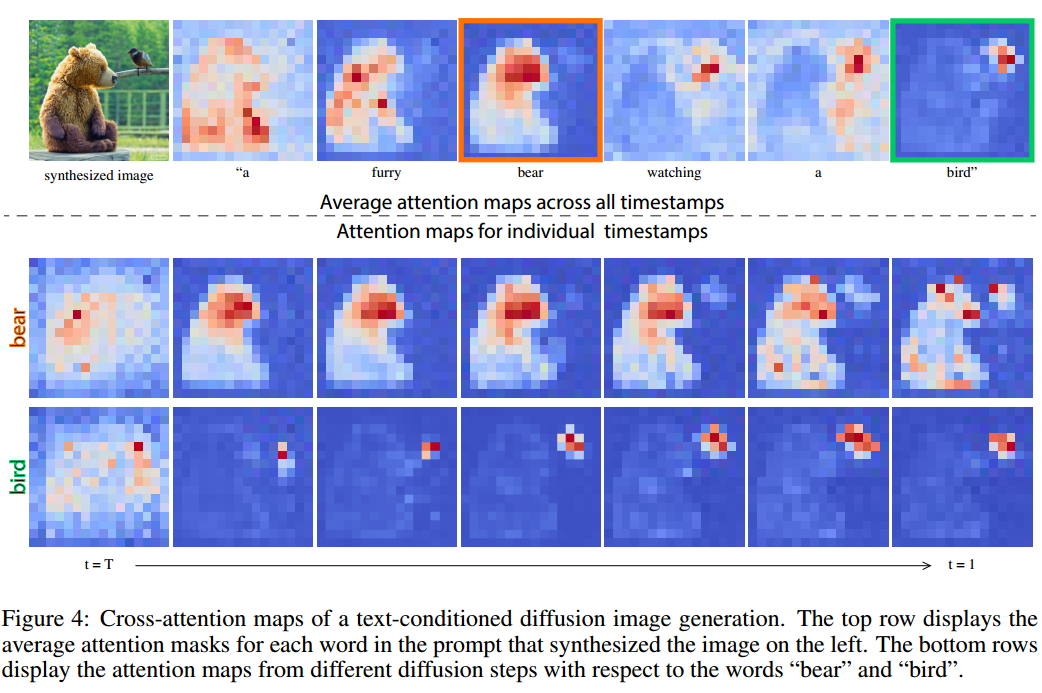 synthesized image
“a
furry
bear
watching
a
bird”
Average attention maps across all timestamps
Attention maps for individual timestamps
bear
bird
t = T
t = 1
Figure 4: Cross-attention maps of a text-conditioned diffusion image generation. The top row displays the
average attention masks for each word in the prompt that synthesized the image on the left. The bottom rows
display the attention maps from different diffusion steps with respect to the words “bear” and “bird”.